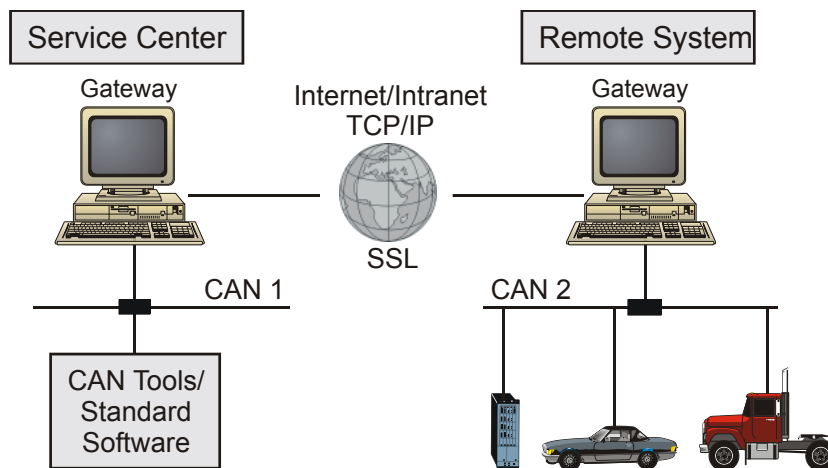 Service Center
Remote System
Gateway
Gateway
Internet/Intranet
TCP/IP
SSL
CAN 1
CAN 2
CAN Tools/
Standard
Software